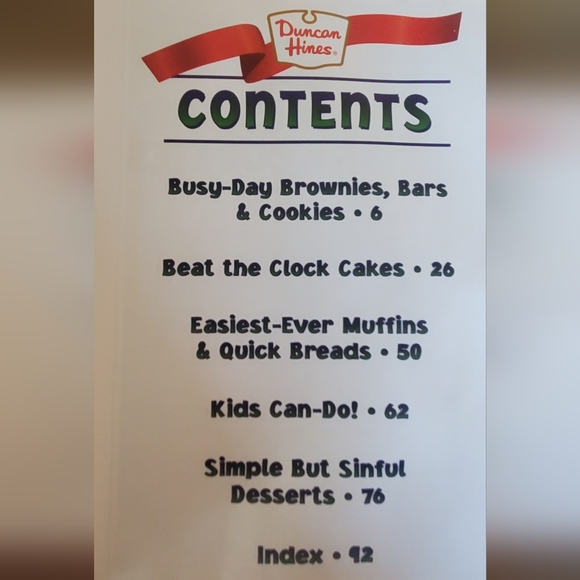 Duncan
Hines®
CONTENTS
Busy-Day Brownies, Bars
& Cookies • 6
Beat the Clock Cakes • 26
Easiest-Ever Muffins
& Quick Breads • 50
Kids Can-Do! • 62
Simple But Sinful
Desserts • 76
Index • 92